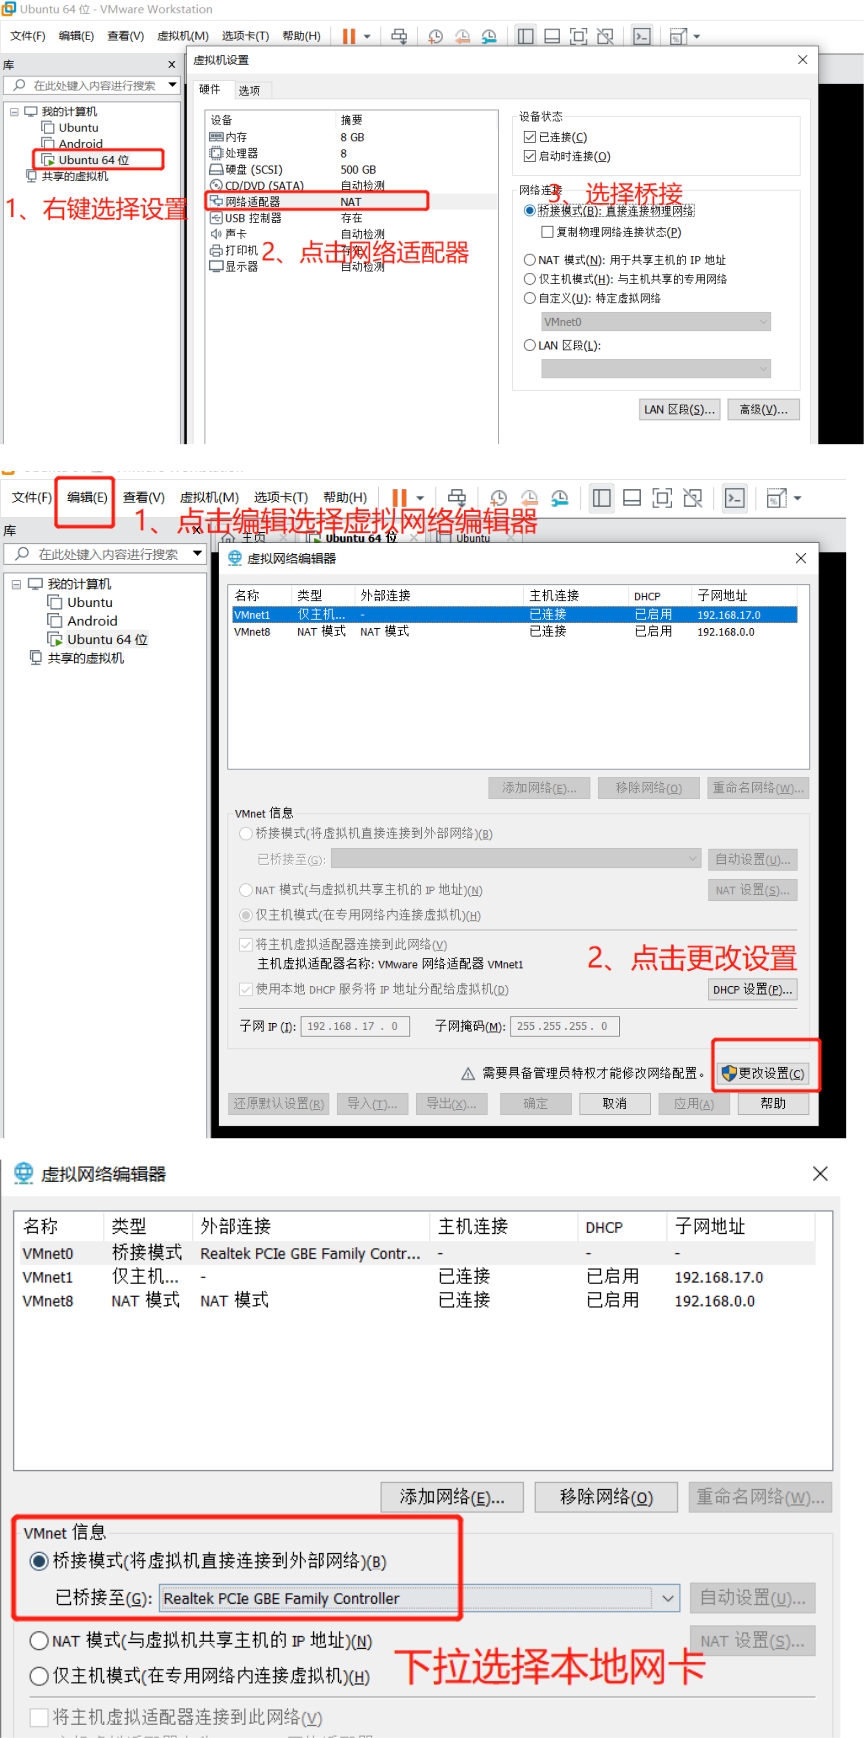 Ubuntu 64 位 - VMware Workstation
文件(F) 编辑(E) 查看(V) 虚拟机(M) 选项卡(T) 帮助(H)
库
在此处键入内容进行搜索
我的计算机
Ubuntu
Android
Ubuntu 64 位
共享的虚拟机
1、右键选择设置
虚拟机设置
硬件 选项
设备 摘要
内存 8 GB
处理器 8
硬盘 (SCSI) 500 GB
CD/DVD (SATA) 自动检测
网络适配器 NAT
USB 控制器 存在
声卡 自动检测
打印机 存在
显示器 自动检测
2、点击网络适配器
设备状态
已连接(C)
启动时连接(O)
网络连接
3、选择桥接
桥接模式(B): 直接连接物理网络
复制物理网络连接状态(P)
NAT 模式(N): 用于共享主机的 IP 地址
仅主机模式(H): 与主机共享的专用网络
自定义(U): 特定虚拟网络
VMnet0
LAN 区段(L):
LAN 区段(S)... 高级(V)...
文件(F) 编辑(E) 查看(V) 虚拟机(M) 选项卡(T) 帮助(H)
1、点击编辑选择虚拟网络编辑器
库
在此处键入内容进行搜索
我的计算机
Ubuntu
Android
Ubuntu 64 位
共享的虚拟机
主页 Ubuntu 64 位 Ubuntu
虚拟网络编辑器
名称 类型 外部连接 主机连接 DHCP 子网地址
VMnet1 仅主机... - 已连接 已启用 192.168.17.0
VMnet8 NAT 模式 NAT 模式 已连接 已启用 192.168.0.0
添加网络(E)... 移除网络(O) 重命名网络(W)...
VMnet 信息
桥接模式(将虚拟机直接连接到外部网络)(B)
已桥接至(G): 自动设置(U)...
NAT 模式(与虚拟机共享主机的 IP 地址)(N) NAT 设置(S)...
仅主机模式(在专用网络内连接虚拟机)(H)
将主机虚拟适配器连接到此网络(V)
主机虚拟适配器名称: VMware 网络适配器 VMnet1
2、点击更改设置
使用本地 DHCP 服务将 IP 地址分配给虚拟机(D) DHCP 设置(P)...
子网 IP (I): 192 . 168 . 17 . 0 子网掩码(M): 255 . 255 . 255 . 0
需要具备管理员特权才能修改网络配置。 更改设置(C)
还原默认设置(R) 导入(T)... 导出(X)... 确定 取消 应用(A) 帮助
虚拟网络编辑器
名称 类型 外部连接 主机连接 DHCP 子网地址
VMnet0 桥接模式 Realtek PCIe GBE Family Contr... - - -
VMnet1 仅主机... - 已连接 已启用 192.168.17.0
VMnet8 NAT 模式 NAT 模式 已连接 已启用 192.168.0.0
添加网络(E)... 移除网络(O) 重命名网络(W)...
VMnet 信息
桥接模式(将虚拟机直接连接到外部网络)(B)
已桥接至(G): Realtek PCIe GBE Family Controller 自动设置(U)...
NAT 模式(与虚拟机共享主机的 IP 地址)(N) NAT 设置(S)...
仅主机模式(在专用网络内连接虚拟机)(H)
下拉选择本地网卡
将主机虚拟适配器连接到此网络(V)